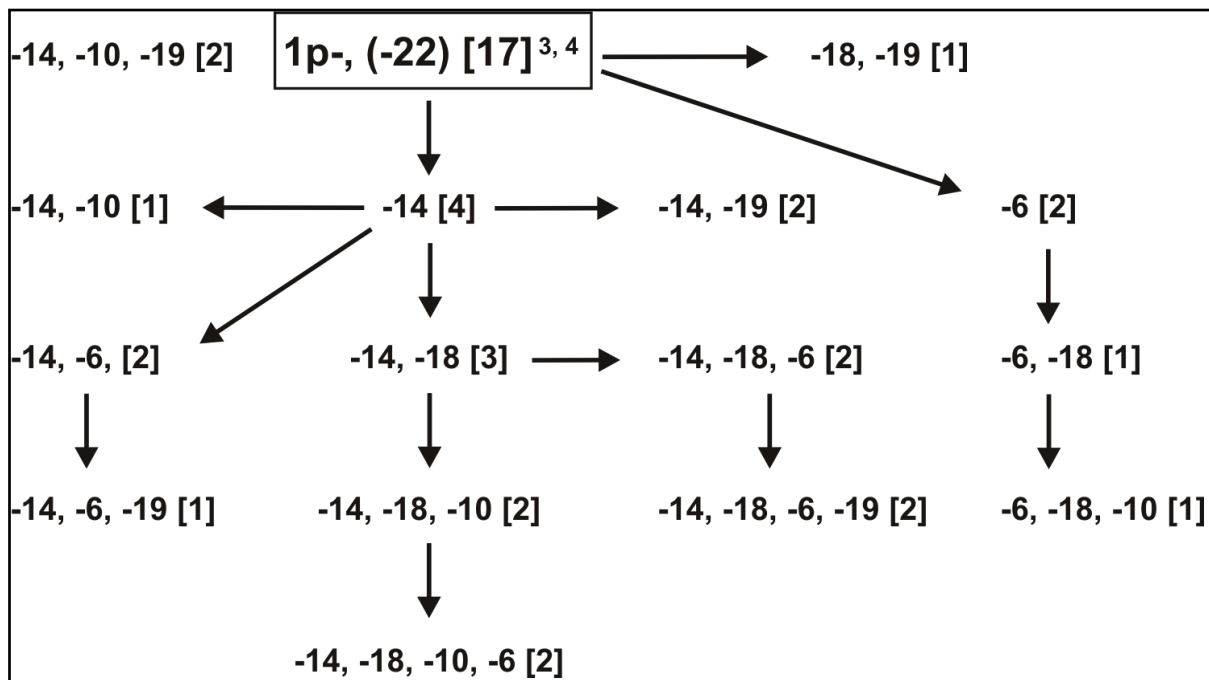 -14, -10, -19 [2]
1p-, (-22) [17] 3, 4
-18, -19 [1]
-14, -10 [1]
-14 [4]
-14, -19 [2]
-6 [2]
-14, -6, [2]
-14, -18 [3]
-14, -18, -6 [2]
-6, -18 [1]
-14, -6, -19 [1]
-14, -18, -10 [2]
-14, -18, -6, -19 [2]
-6, -18, -10 [1]
-14, -18, -10, -6 [2]